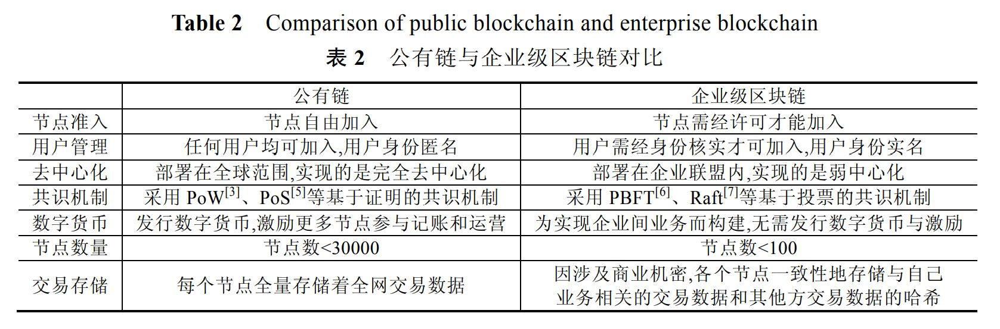 Table 2 Comparison of public blockchain and enterprise blockchain
表 2 公有链与企业级区块链对比
公有链 企业级区块链
节点准入 节点自由加入 节点需经许可才能加入
用户管理 任何用户均可加入,用户身份匿名 用户需经身份核实才可加入,用户身份实名
去中心化 部署在全球范围,实现的是完全去中心化 部署在企业联盟内,实现的是弱中心化
共识机制 采用 PoW[3]、PoS[5]等基于证明的共识机制 采用 PBFT[6]、Raft[7]等基于投票的共识机制
数字货币 发行数字货币,激励更多节点参与记账和运营 为实现企业间业务而构建,无需发行数字货币与激励
节点数量 节点数<30000 节点数<100
交易存储 每个节点全量存储着全网交易数据 因涉及商业机密,各个节点一致性地存储与自己
业务相关的交易数据和其他方交易数据的哈希